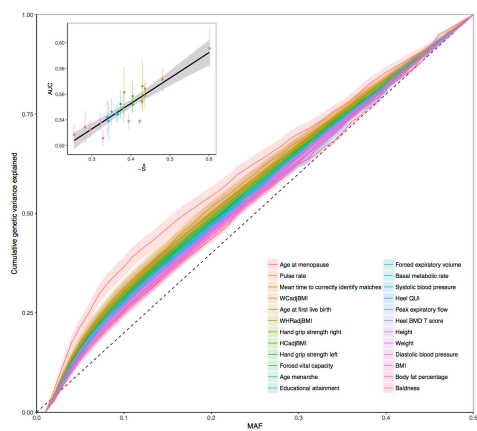 1.00
0.75
0.50
0.25
0.00
Cumulative genetic variance explained
0.0
0.1
0.2
0.3
0.4
0.5
MAF
AUC
0.60
0.58
0.56
0.54
0.52
0.3
0.4
0.5
0.6
−Ŝ
Age at menopause
Pulse rate
Mean time to correctly identify matches
WCadjBMI
Age at first live birth
WHRadjBMI
Hand grip strength right
HCadjBMI
Hand grip strength left
Forced vital capacity
Age menarche
Educational attainment
Forced expiratory volume
Basal metabolic rate
Systolic blood pressure
Heel QUI
Peak expiratory flow
Heel BMD T score
Height
Weight
Diastolic blood pressure
BMI
Body fat percentage
Baldness